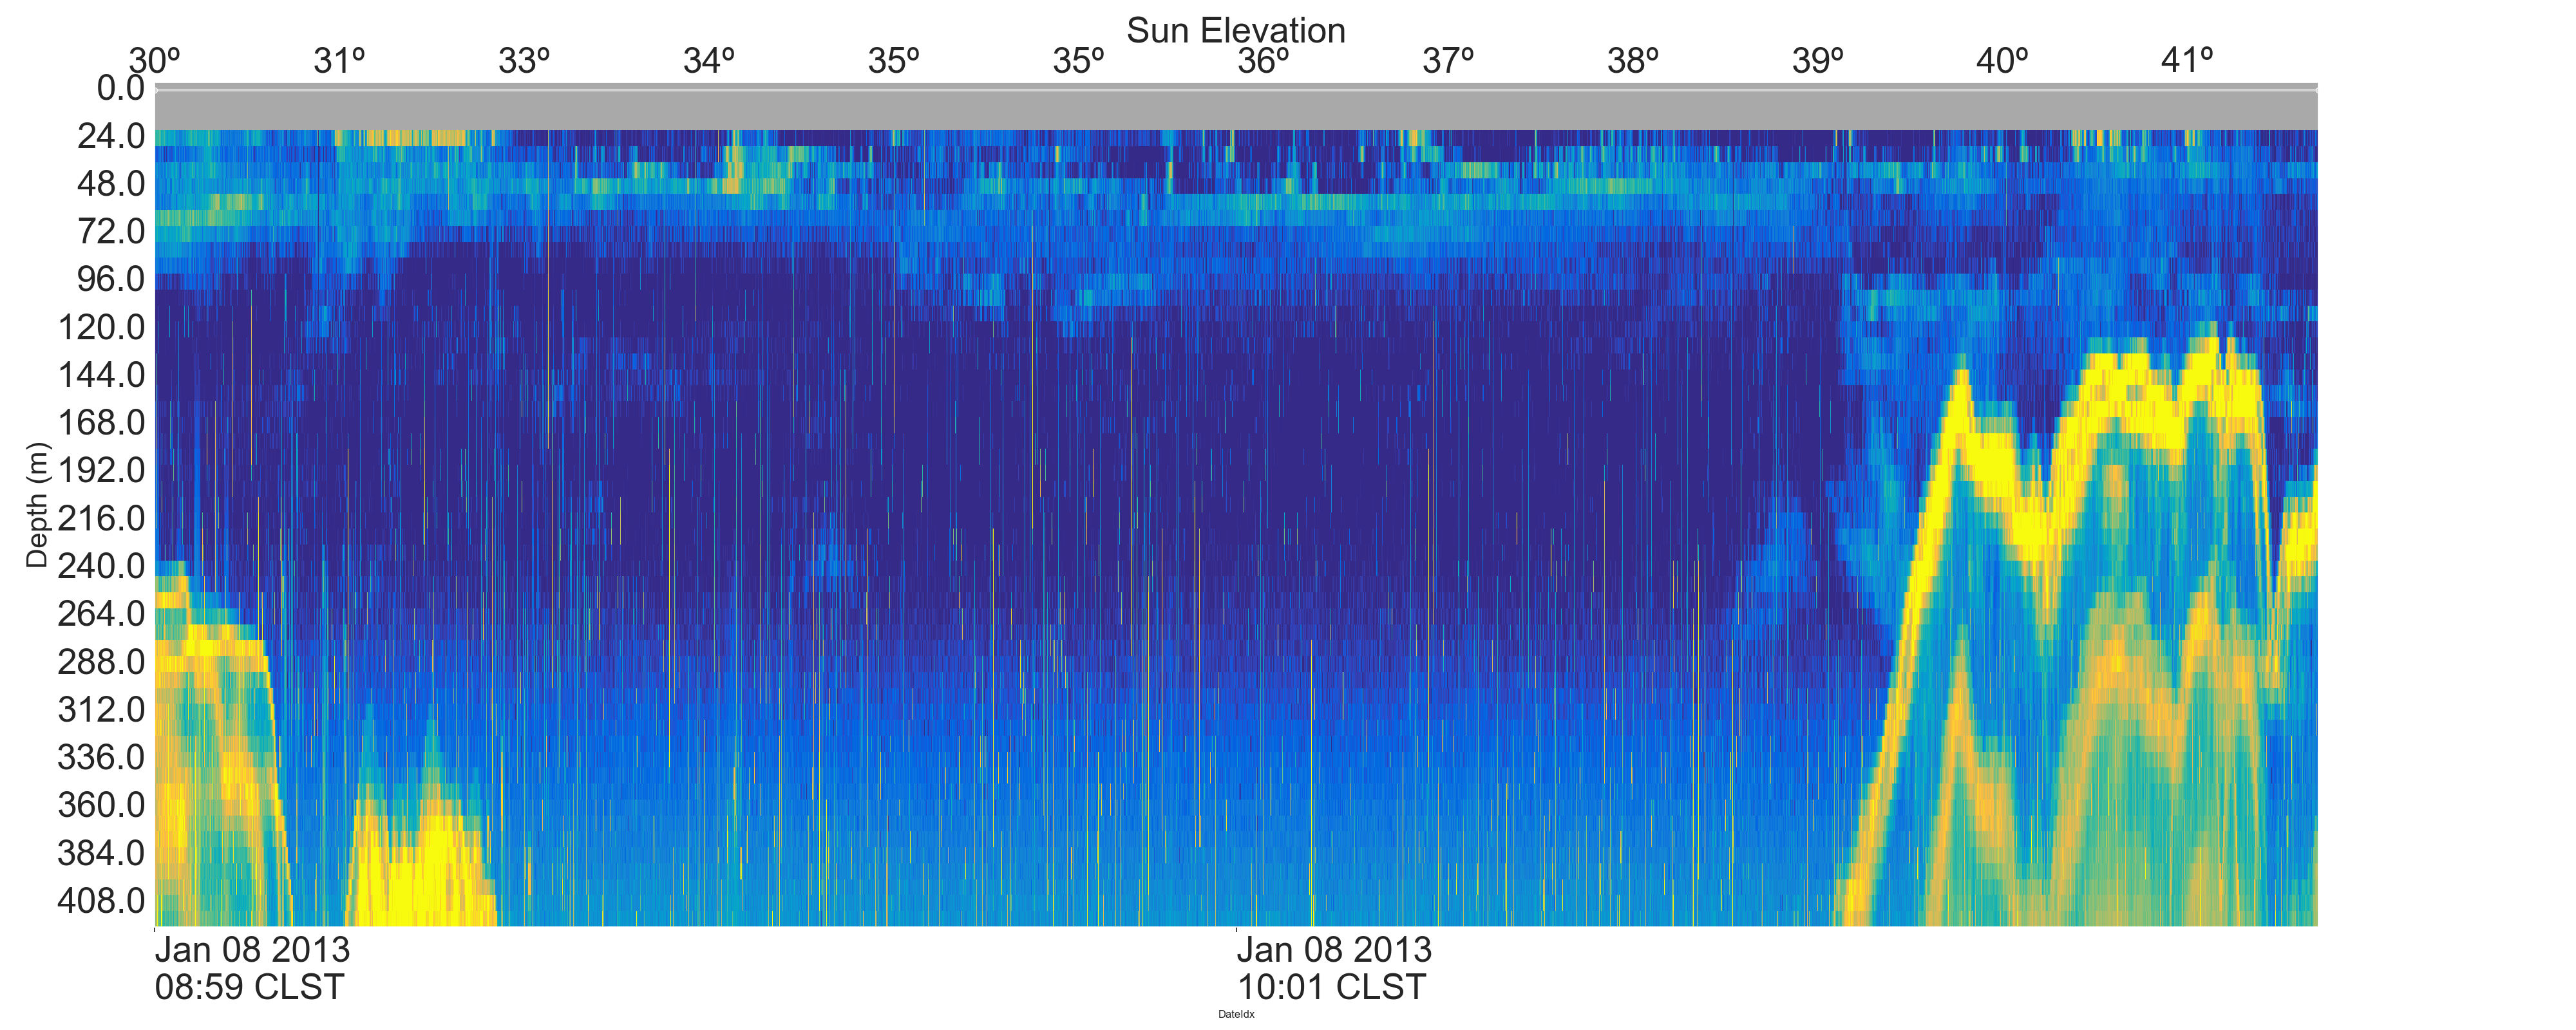 Sun Elevation
30º 31º 33º 34º 35º 35º 36º 37º 38º 39º 40º 41º
0.0
24.0
48.0
72.0
96.0
120.0
144.0
168.0
192.0
216.0
240.0
264.0
288.0
312.0
336.0
360.0
384.0
408.0
Depth (m)
Jan 08 2013
08:59 CLST
Jan 08 2013
10:01 CLST
DateIdx